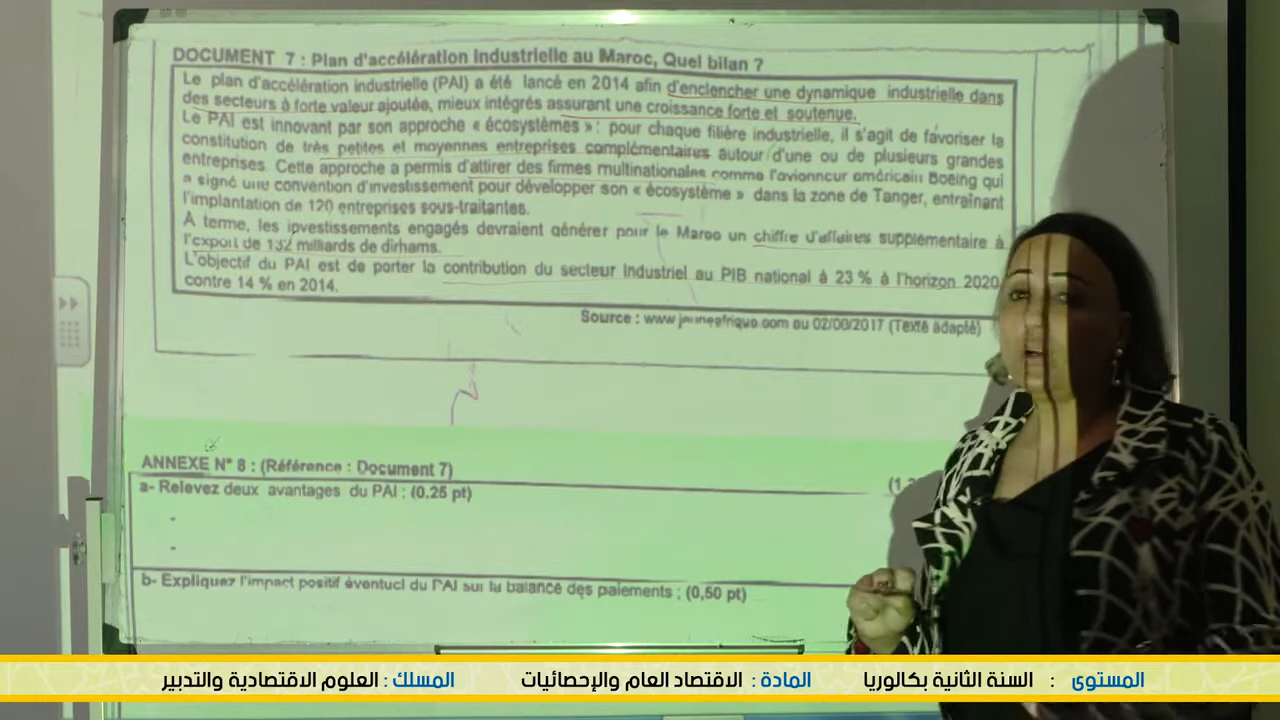 DOCUMENT 7 : Plan d'accélération Industrielle au Maroc, Quel bilan ?
Le plan d'accélération industrielle (PAI) a été lancé en 2014 afin d'enclencher une dynamique industrielle dans
des secteurs à forte valeur ajoutée, mieux intégrés assurant une croissance forte et soutenue.
Le PAI est innovant par son approche « écosystèmes » : pour chaque filière industrielle, il s'agit de favoriser la
constitution de très petites et moyennes entreprises complémentaires autour d'une ou de plusieurs grandes
entreprises. Cette approche a permis d'attirer des firmes multinationales comme l'avionneur américain Boeing qui
a signé une convention d'investissement pour développer son « écosystème » dans la zone de Tanger, entraînant
l'implantation de 120 entreprises sous-traitantes.
A terme, les investissements engagés devraient générer pour le Maroc un chiffre d'affaires supplémentaire à
l'export de 132 milliards de dirhams.
L'objectif du PAI est de porter la contribution du secteur Industriel au PIB national à 23 % à l'horizon 2020
contre 14 % en 2014.
Source : www.jeuneafrique.com au (Texte adapté)
ANNEXE N° 8 : (Référence : Document 7)
a- Relevez deux avantages du PAI : (0.25 pt)
b- Expliquez l'impact positif éventuel du PAI sur la balance des paiements : (0,50 pt)
المستوى : السنة الثانية بكالوريا المادة : الاقتصاد العام والإحصائيات المسلك : العلوم الاقتصادية والتدبير